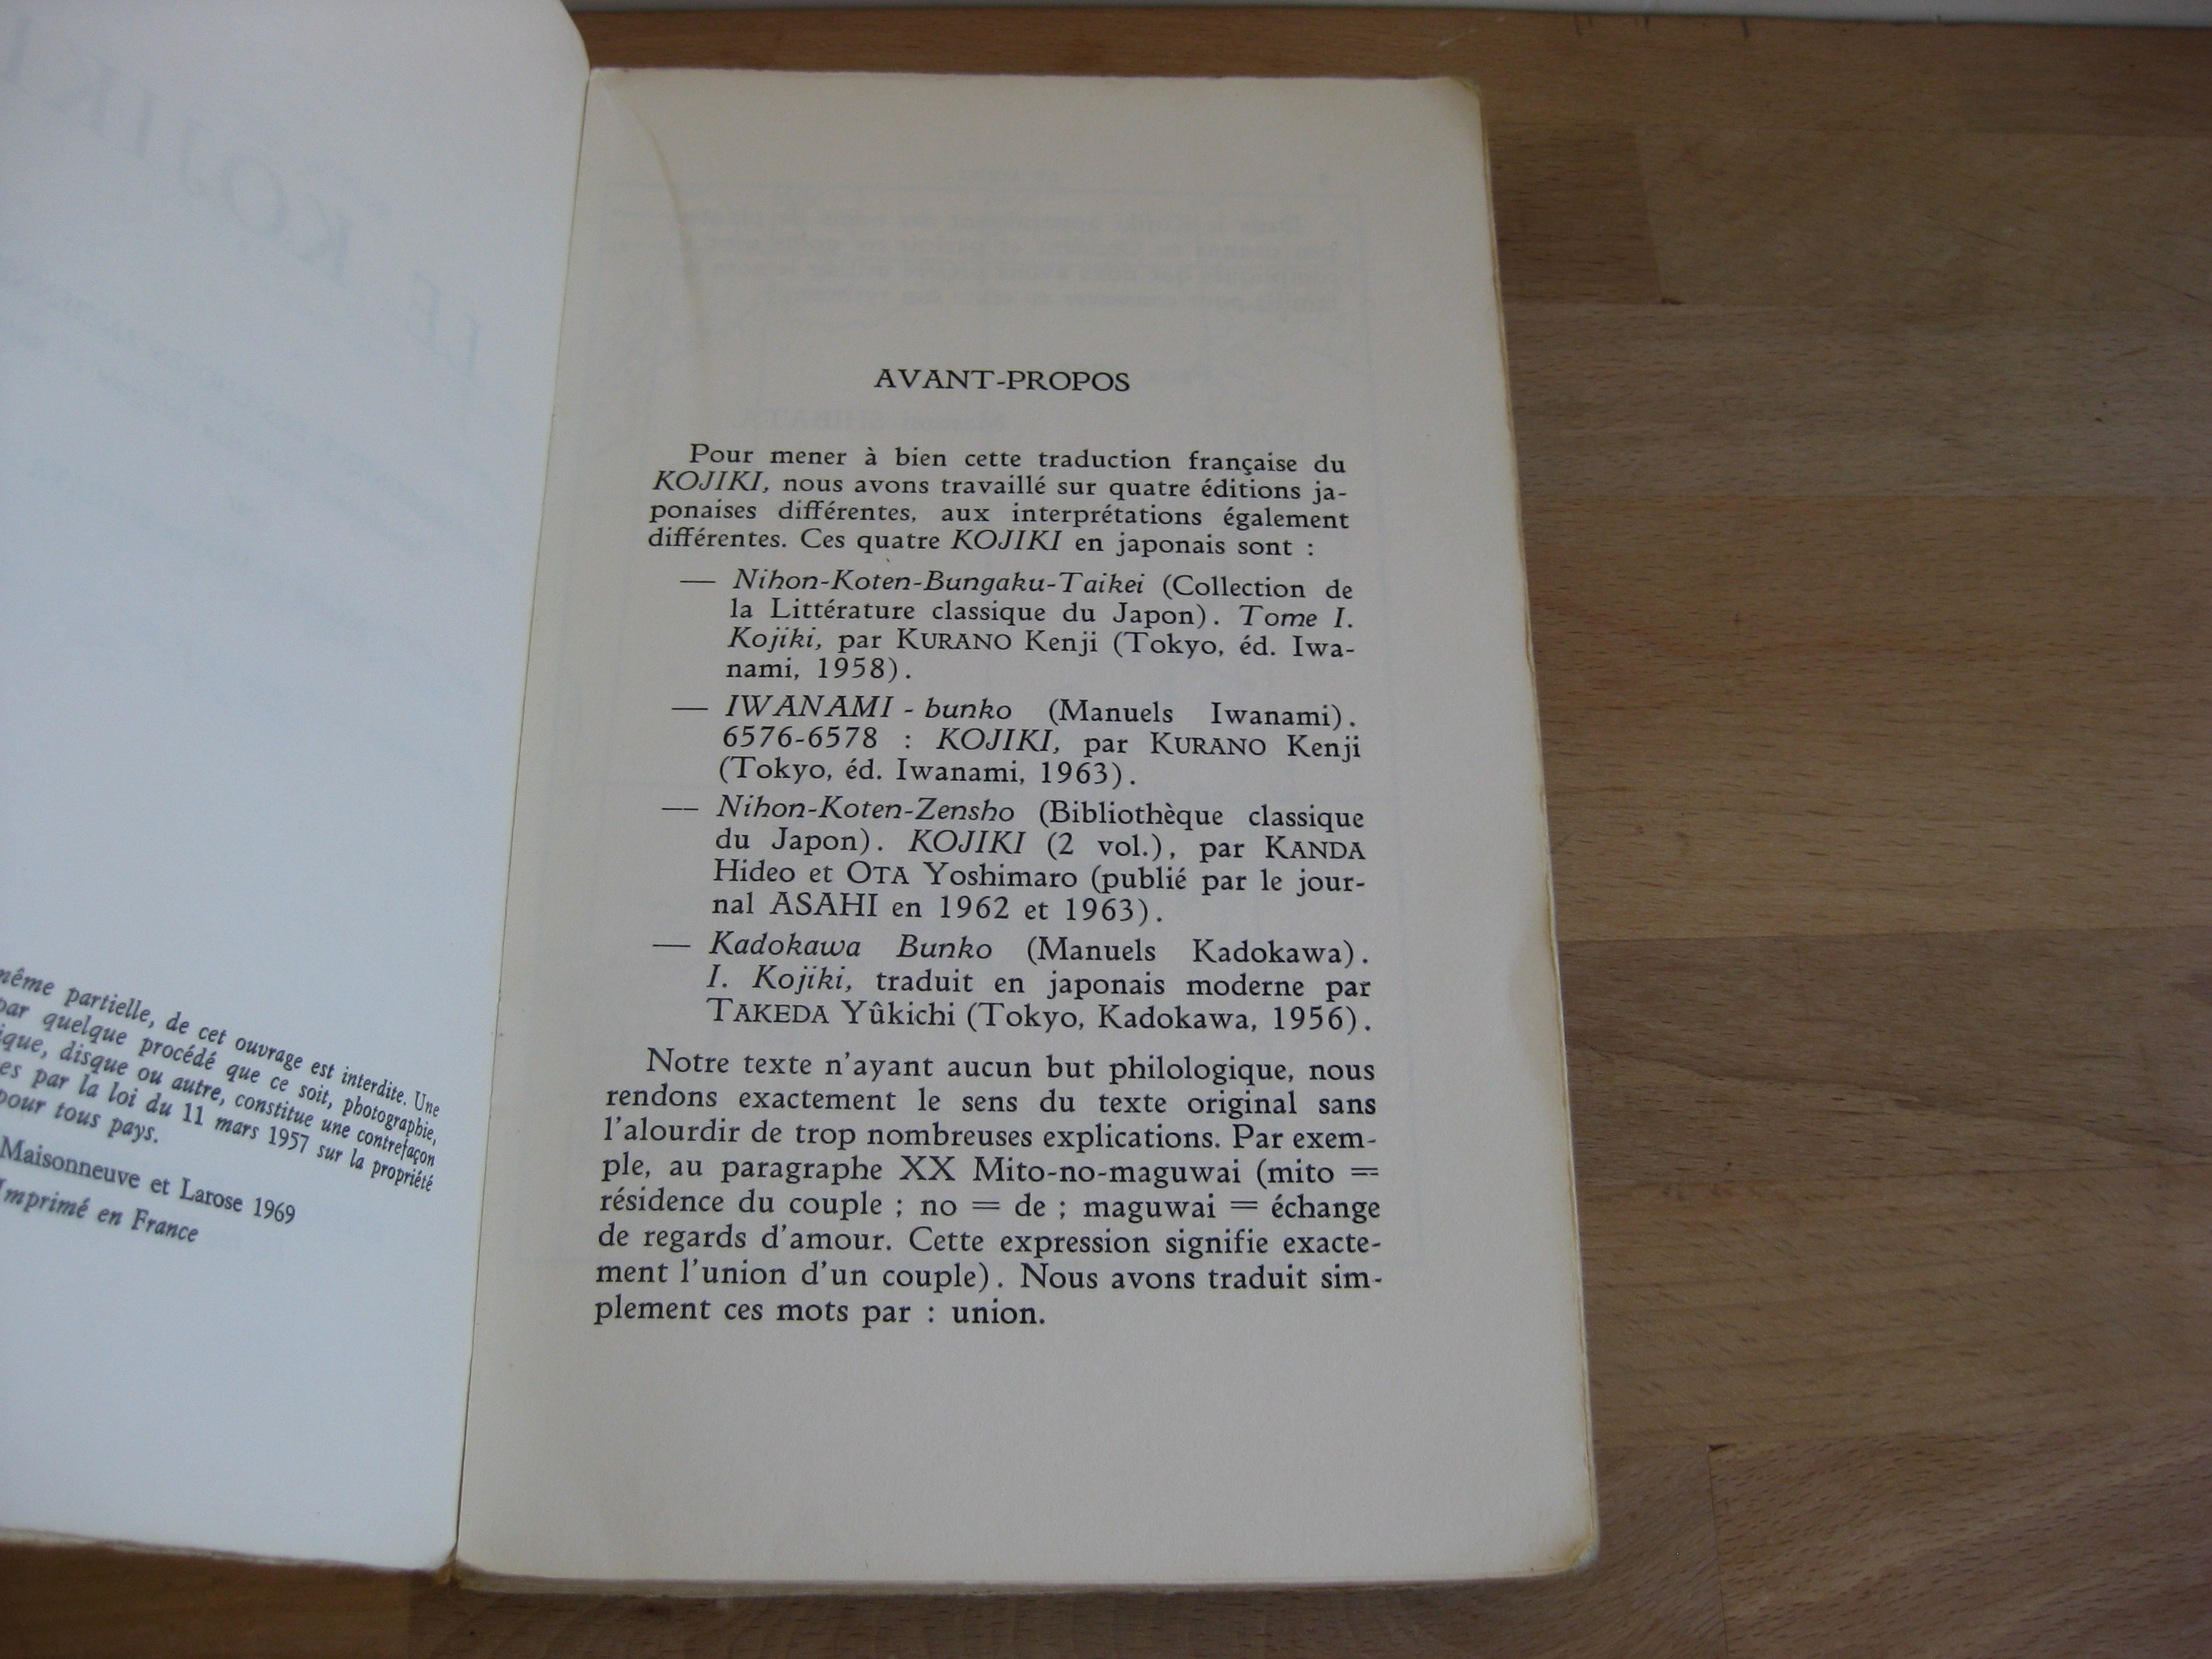 LE KOJIKI
même partielle, de cet ouvrage est interdite. Une
par quelque procédé que ce soit, photographie,
disque ou autre, constitue une contrefaçon
par la loi du 11 mars 1957 sur la propriété
pour tous pays.
Maisonneuve et Larose 1969
Imprimé en France
AVANT-PROPOS
Pour mener à bien cette traduction française du
KOJIKI, nous avons travaillé sur quatre éditions ja-
ponaises différentes, aux interprétations également
différentes. Ces quatre KOJIKI en japonais sont :
— Nihon-Koten-Bungaku-Taikei (Collection de
la Littérature classique du Japon). Tome I.
Kojiki, par KURANO Kenji (Tokyo, éd. Iwa-
nami, 1958).
— IWANAMI - bunko (Manuels Iwanami).
6576-6578 : KOJIKI, par KURANO Kenji
(Tokyo, éd. Iwanami, 1963).
— Nihon-Koten-Zensho (Bibliothèque classique
du Japon). KOJIKI (2 vol.), par KANDA
Hideo et OTA Yoshimaro (publié par le jour-
nal ASAHI en 1962 et 1963).
— Kadokawa Bunko (Manuels Kadokawa).
I. Kojiki, traduit en japonais moderne par
TAKEDA Yûkichi (Tokyo, Kadokawa, 1956).
Notre texte n'ayant aucun but philologique, nous
rendons exactement le sens du texte original sans
l'alourdir de trop nombreuses explications. Par exem-
ple, au paragraphe XX Mito-no-maguwai (mito =
résidence du couple ; no = de ; maguwai = échange
de regards d'amour. Cette expression signifie exacte-
ment l'union d'un couple). Nous avons traduit sim-
plement ces mots par : union.